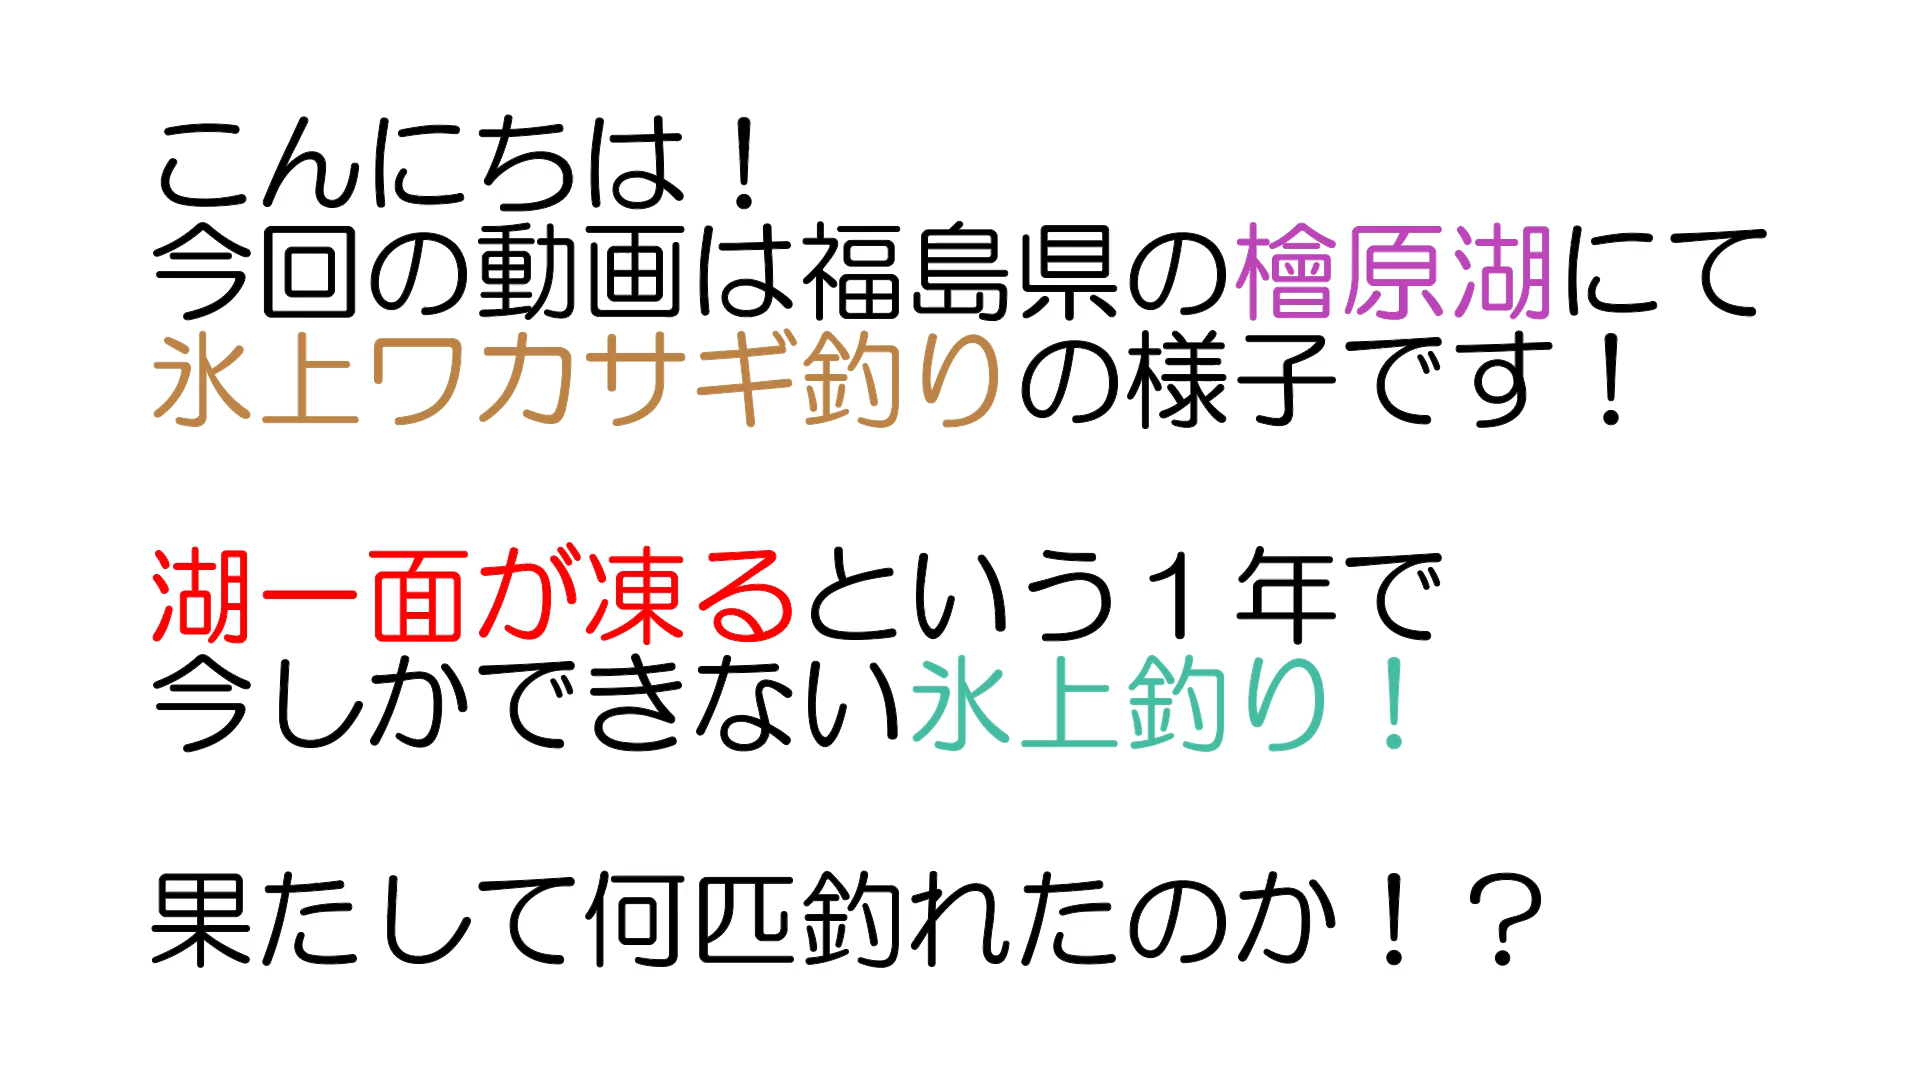 こんにちは！
今回の動画は福島県の檜原湖にて
氷上ワカサギ釣りの様子です！
湖一面が凍るという１年で
今しかできない氷上釣り！
果たして何匹釣れたのか！？